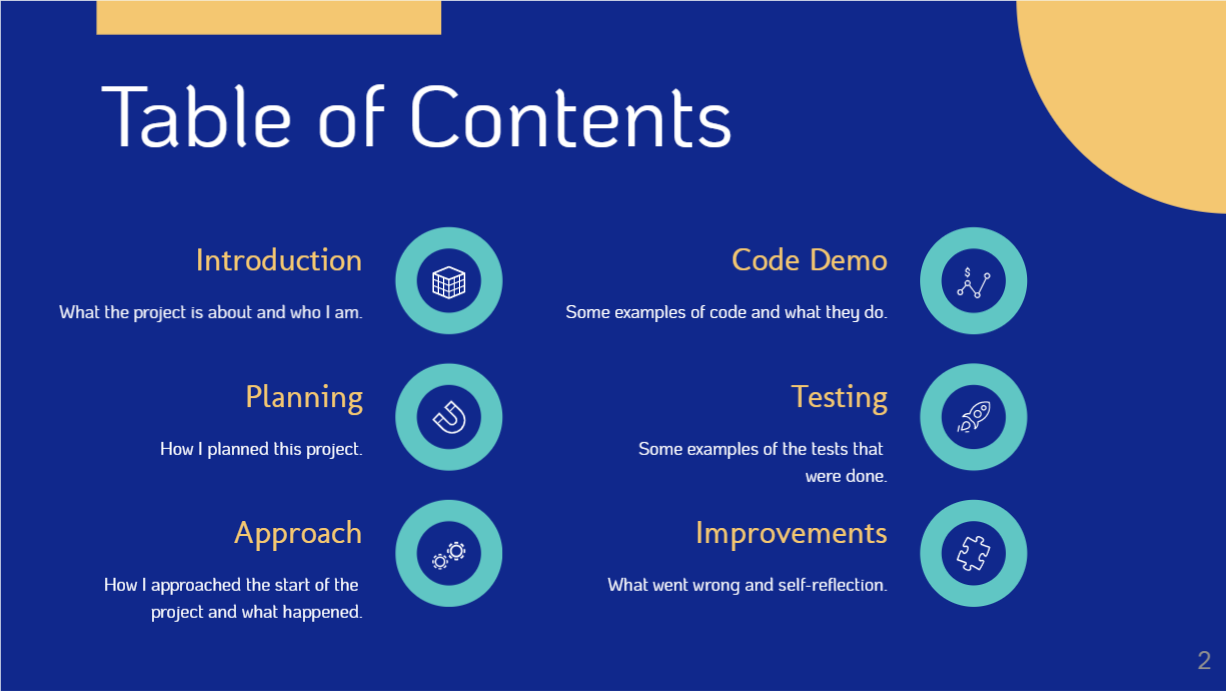 Table of Contents
Introduction
What the project is about and who I am.
Planning
How I planned this project.
Approach
How I approached the start of the
project and what happened.
Code Demo
Some examples of code and what they do.
Testing
Some examples of the tests that
were done.
Improvements
What went wrong and self-reflection.
$
2